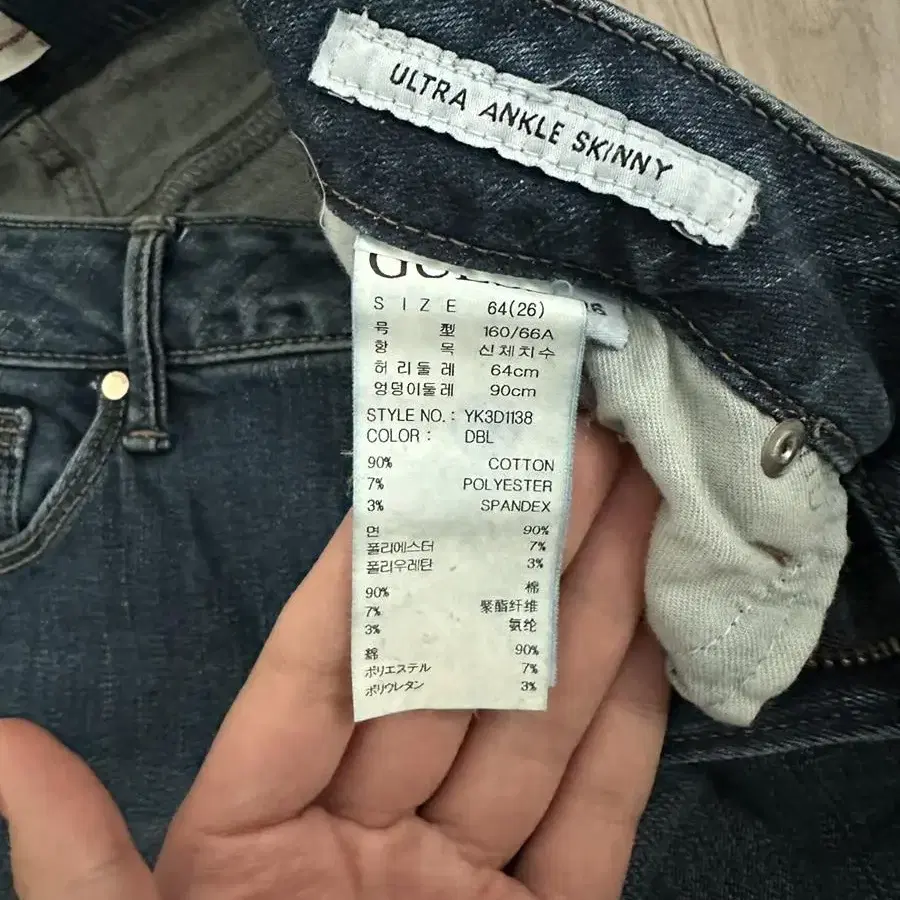 ULTRA ANKLE SKINNY
SIZE 64(26)
号 型 160/66A
항 목 신체치수
허리둘레 64cm
엉덩이둘레 90cm
STYLE NO. : YK3D1138
COLOR : DBL
90% COTTON
7% POLYESTER
3% SPANDEX
면 90%
폴리에스터 7%
폴리우레탄 3%
90% 棉
7% 聚酯纤维
3% 氨纶
綿 90%
ポリエステル 7%
ポリウレタン 3%